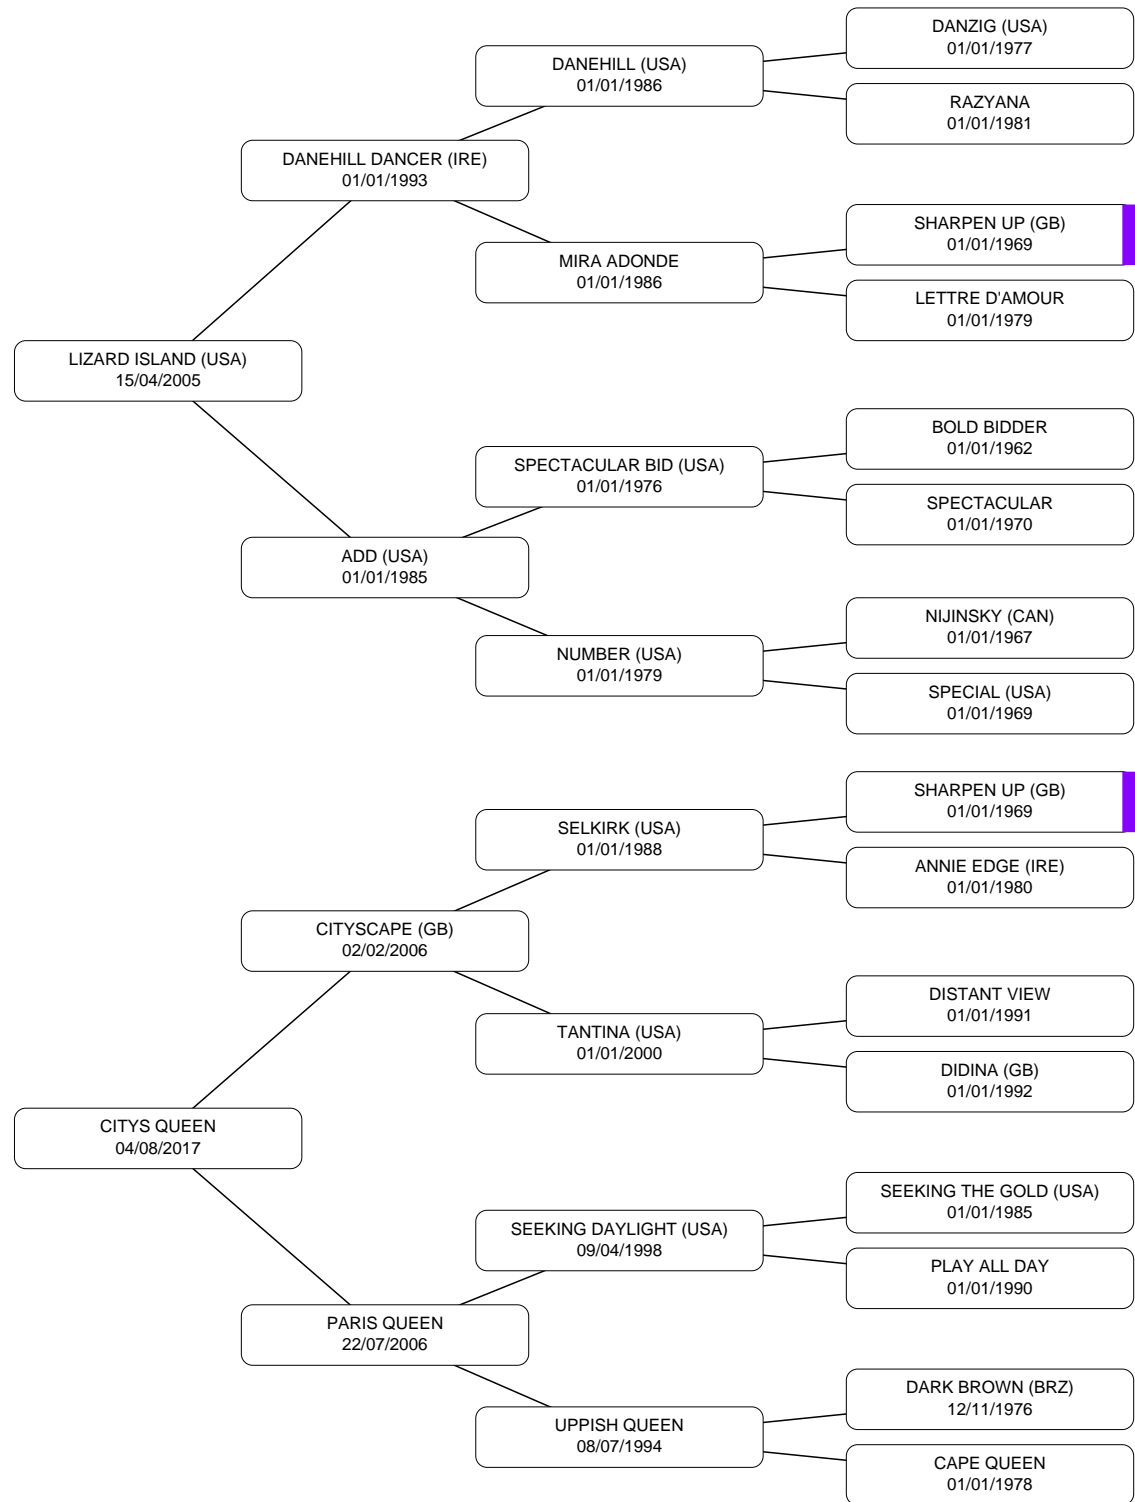 DANZIG (USA)
01/01/1977
DANEHILL (USA)
01/01/1986
RAZYANA
01/01/1981
DANEHILL DANCER (IRE)
01/01/1993
SHARPEN UP (GB)
01/01/1969
MIRA ADONDE
01/01/1986
LETTRE D'AMOUR
01/01/1979
LIZARD ISLAND (USA)
15/04/2005
BOLD BIDDER
01/01/1962
SPECTACULAR BID (USA)
01/01/1976
SPECTACULAR
01/01/1970
ADD (USA)
01/01/1985
NIJINSKY (CAN)
01/01/1967
NUMBER (USA)
01/01/1979
SPECIAL (USA)
01/01/1969
SHARPEN UP (GB)
01/01/1969
SELKIRK (USA)
01/01/1988
ANNIE EDGE (IRE)
01/01/1980
CITYSCAPE (GB)
02/02/2006
DISTANT VIEW
01/01/1991
TANTINA (USA)
01/01/2000
DIDINA (GB)
01/01/1992
CITYS QUEEN
04/08/2017
SEEKING THE GOLD (USA)
01/01/1985
SEEKING DAYLIGHT (USA)
09/04/1998
PLAY ALL DAY
01/01/1990
PARIS QUEEN
22/07/2006
DARK BROWN (BRZ)
12/11/1976
UPPISH QUEEN
08/07/1994
CAPE QUEEN
01/01/1978